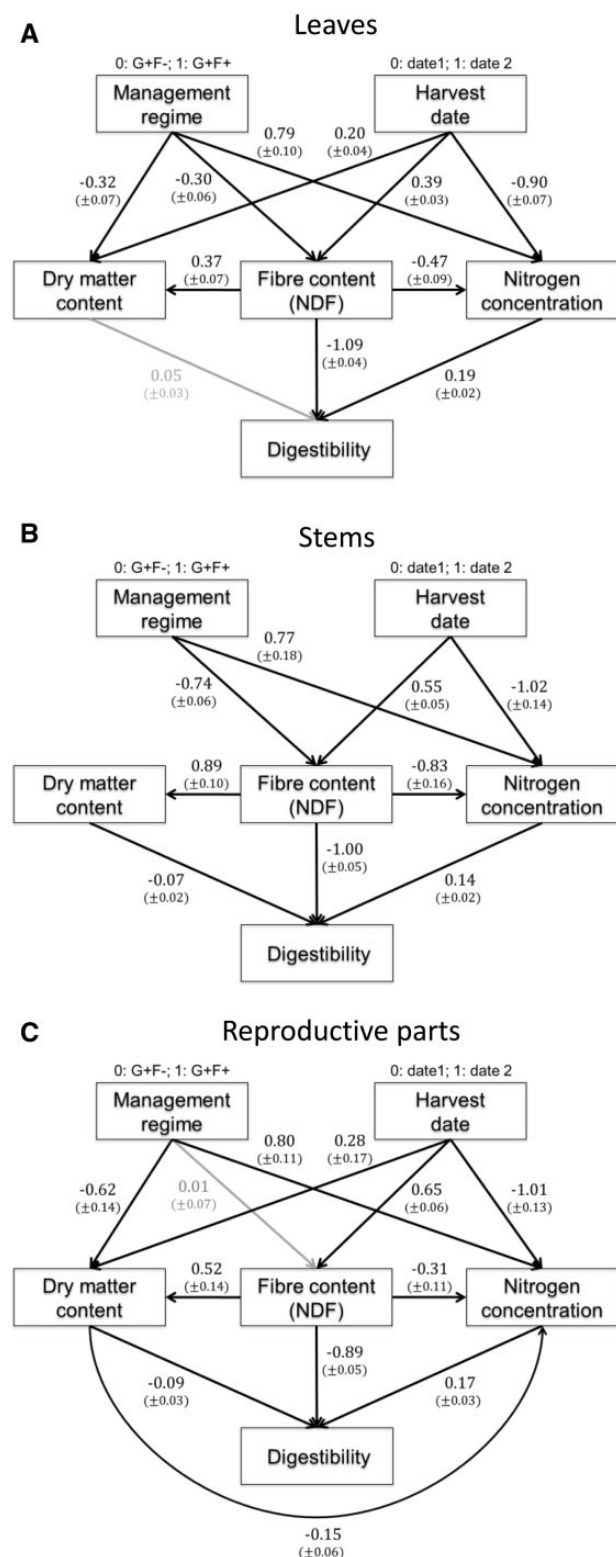 A
Leaves
0: G+F-; 1: G+F+
0: date1; 1: date 2
Management
regime
Harvest
date
0.79
(±0.10)
0.20
(±0.04)
-0.32
(±0.07)
-0.30
(±0.06)
0.39
(±0.03)
-0.90
(±0.07)
Dry matter
content
0.37
(±0.07)
Fibre content
(NDF)
-0.47
(±0.09)
Nitrogen
concentration
-1.09
(±0.04)
0.05
(±0.03)
0.19
(±0.02)
Digestibility
B
Stems
0: G+F-; 1: G+F+
0: date1; 1: date 2
Management
regime
Harvest
date
0.77
(±0.18)
-0.74
(±0.06)
0.55
(±0.05)
-1.02
(±0.14)
Dry matter
content
0.89
(±0.10)
Fibre content
(NDF)
-0.83
(±0.16)
Nitrogen
concentration
-1.00
(±0.05)
-0.07
(±0.02)
0.14
(±0.02)
Digestibility
C
Reproductive parts
0: G+F-; 1: G+F+
0: date1; 1: date 2
Management
regime
Harvest
date
0.80
(±0.11)
0.28
(±0.17)
-0.62
(±0.14)
0.01
(±0.07)
0.65
(±0.06)
-1.01
(±0.13)
Dry matter
content
0.52
(±0.14)
Fibre content
(NDF)
-0.31
(±0.11)
Nitrogen
concentration
-0.89
(±0.05)
-0.09
(±0.03)
0.17
(±0.03)
Digestibility
-0.15
(±0.06)